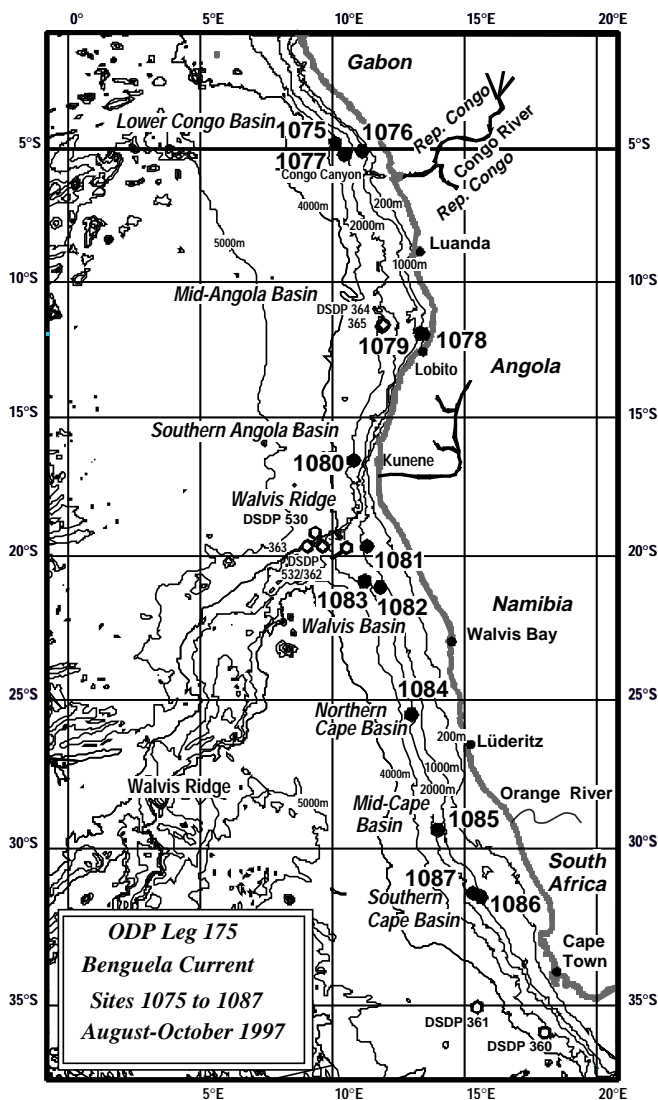 0°
5°E
10°E
15°E
20°E
Gabon
Lower Congo Basin
1075
1076
Rep. Congo
Congo River
Rep. Congo
5°S
5°S
1077
Congo Canyon
4000m
200m
2000m
5000m
1000m
Luanda
10°S
10°S
Mid-Angola Basin
DSDP 364
365
1079
1078
Lobito
Angola
15°S
15°S
Southern Angola Basin
1080
Kunene
Walvis Ridge
DSDP 530
363
20°S
20°S
DSDP
532/362
1081
1083
1082
Walvis Basin
Namibia
Walvis Bay
25°S
25°S
1084
Northern
Cape Basin
200m
Lüderitz
1000m
4000m
2000m
Walvis Ridge
5000m
Mid-Cape
Basin
1085
Orange River
30°S
30°S
South
Africa
1087
1086
Southern
Cape Basin
Cape
Town
ODP Leg 175
Benguela Current
Sites 1075 to 1087
August-October 1997
35°S
35°S
DSDP 361
DSDP 360
5°E
10°E
15°E
20°E